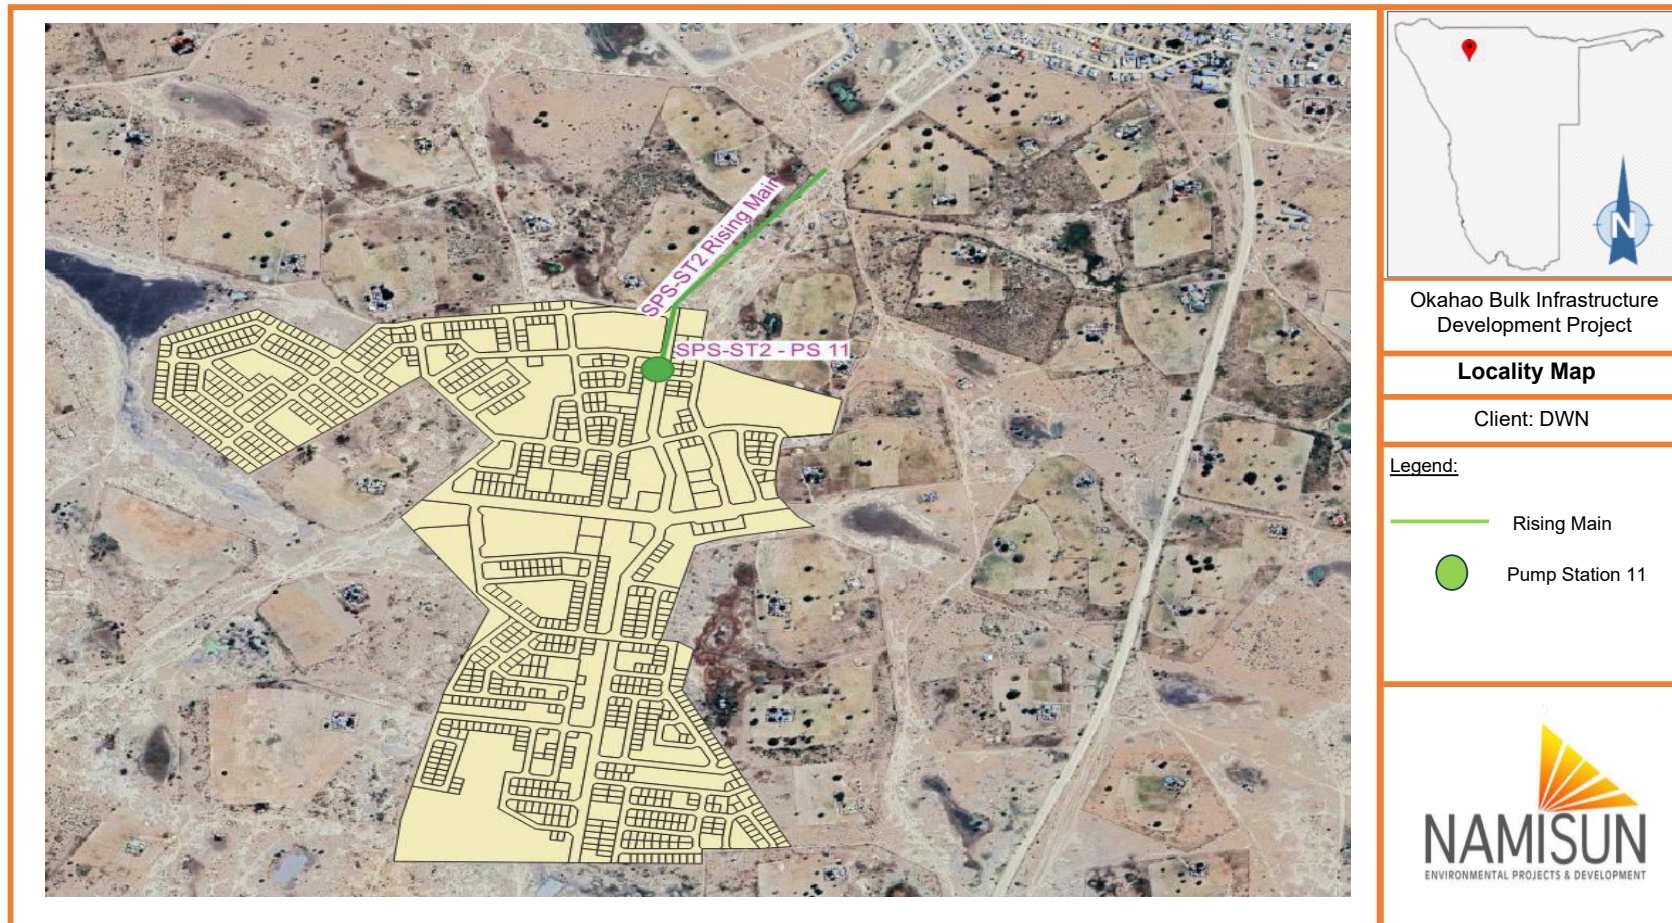 SPS-ST2 Rising Main
SPS-ST2 - PS 11
N
Okahao Bulk Infrastructure
Development Project
Locality Map
Client: DWN
Legend:
Rising Main
Pump Station 11
NAMISUN
ENVIRONMENTAL PROJECTS & DEVELOPMENT